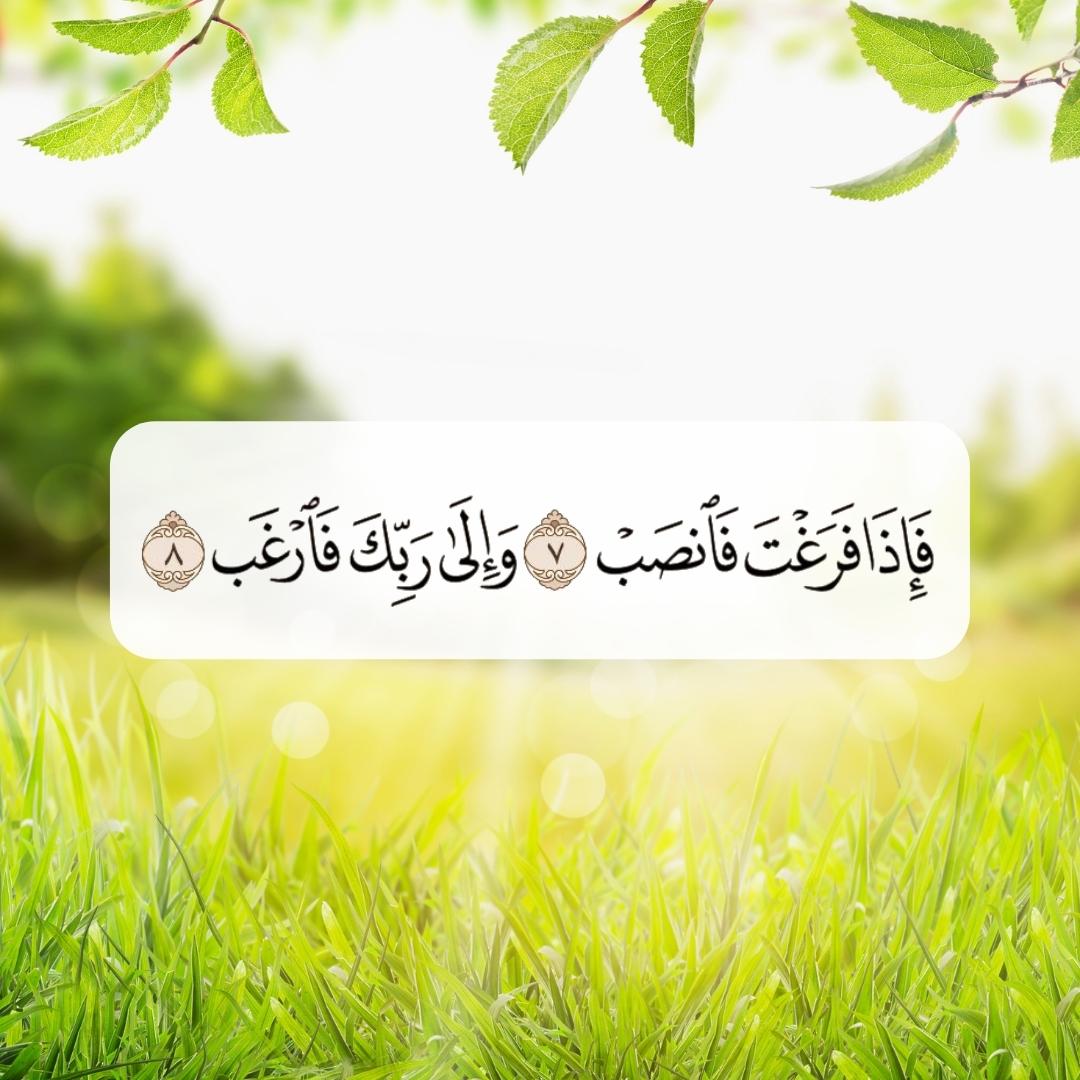 فَإِذَا فَرَغْتَ فَٱنصَبْ ٧ وَإِلَىٰ رَبِّكَ فَٱرْغَب ٨